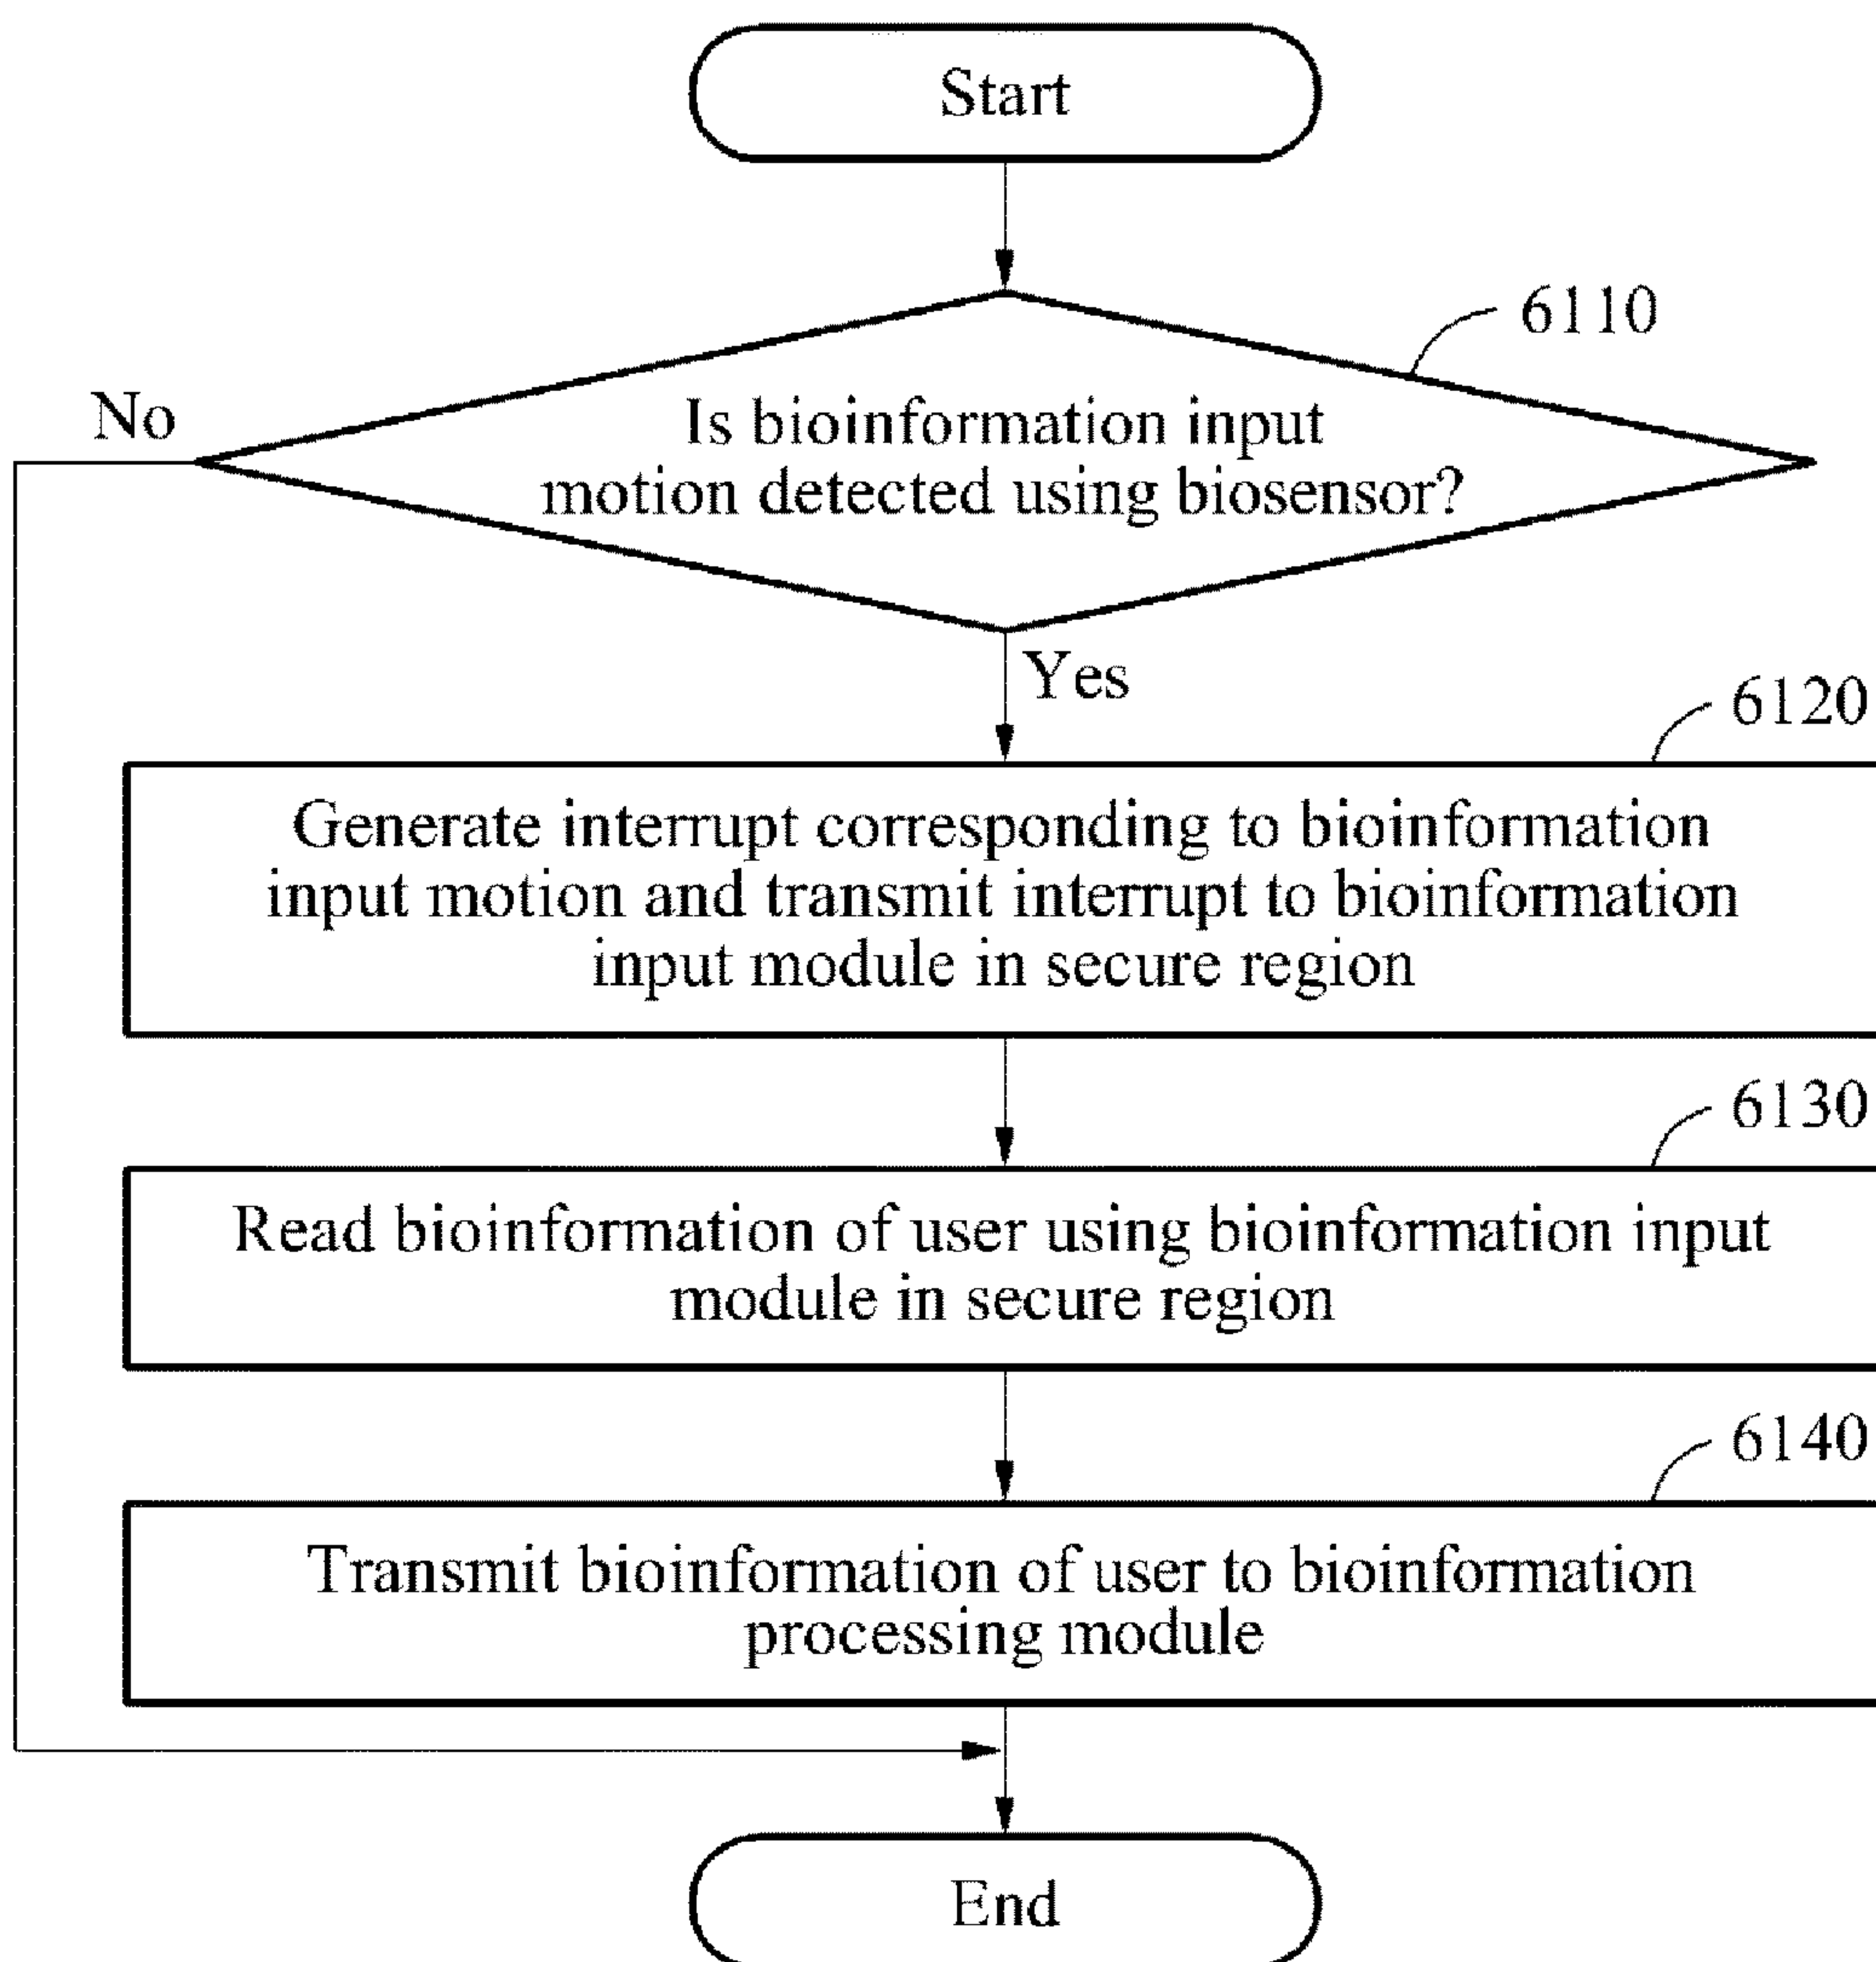 Start
6110
No
Is bioinformation input
motion detected using biosensor?
Yes
6120
Generate interrupt corresponding to bioinformation
input motion and transmit interrupt to bioinformation
input module in secure region
6130
Read bioinformation of user using bioinformation input
module in secure region
6140
Transmit bioinformation of user to bioinformation
processing module
End